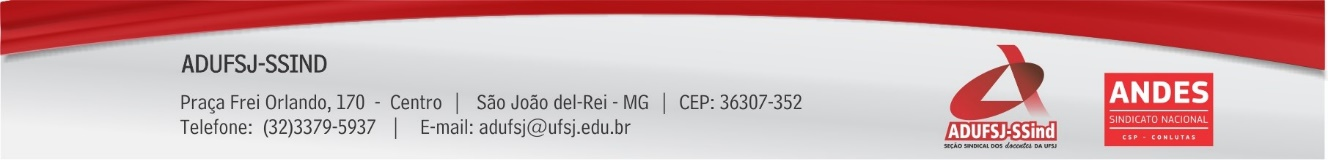 ADUFSJ-SSIND
Praça Frei Orlando, 170 - Centro | São João del-Rei - MG | CEP: 36307-352
Telefone: (32)3379-5937 | E-mail: adufsj@ufsj.edu.br
ADUFSJ-SSind
SEÇÃO SINDICAL DOS docentes DA UFSJ
ANDES
SINDICATO NACIONAL
CSP - CONLUTAS